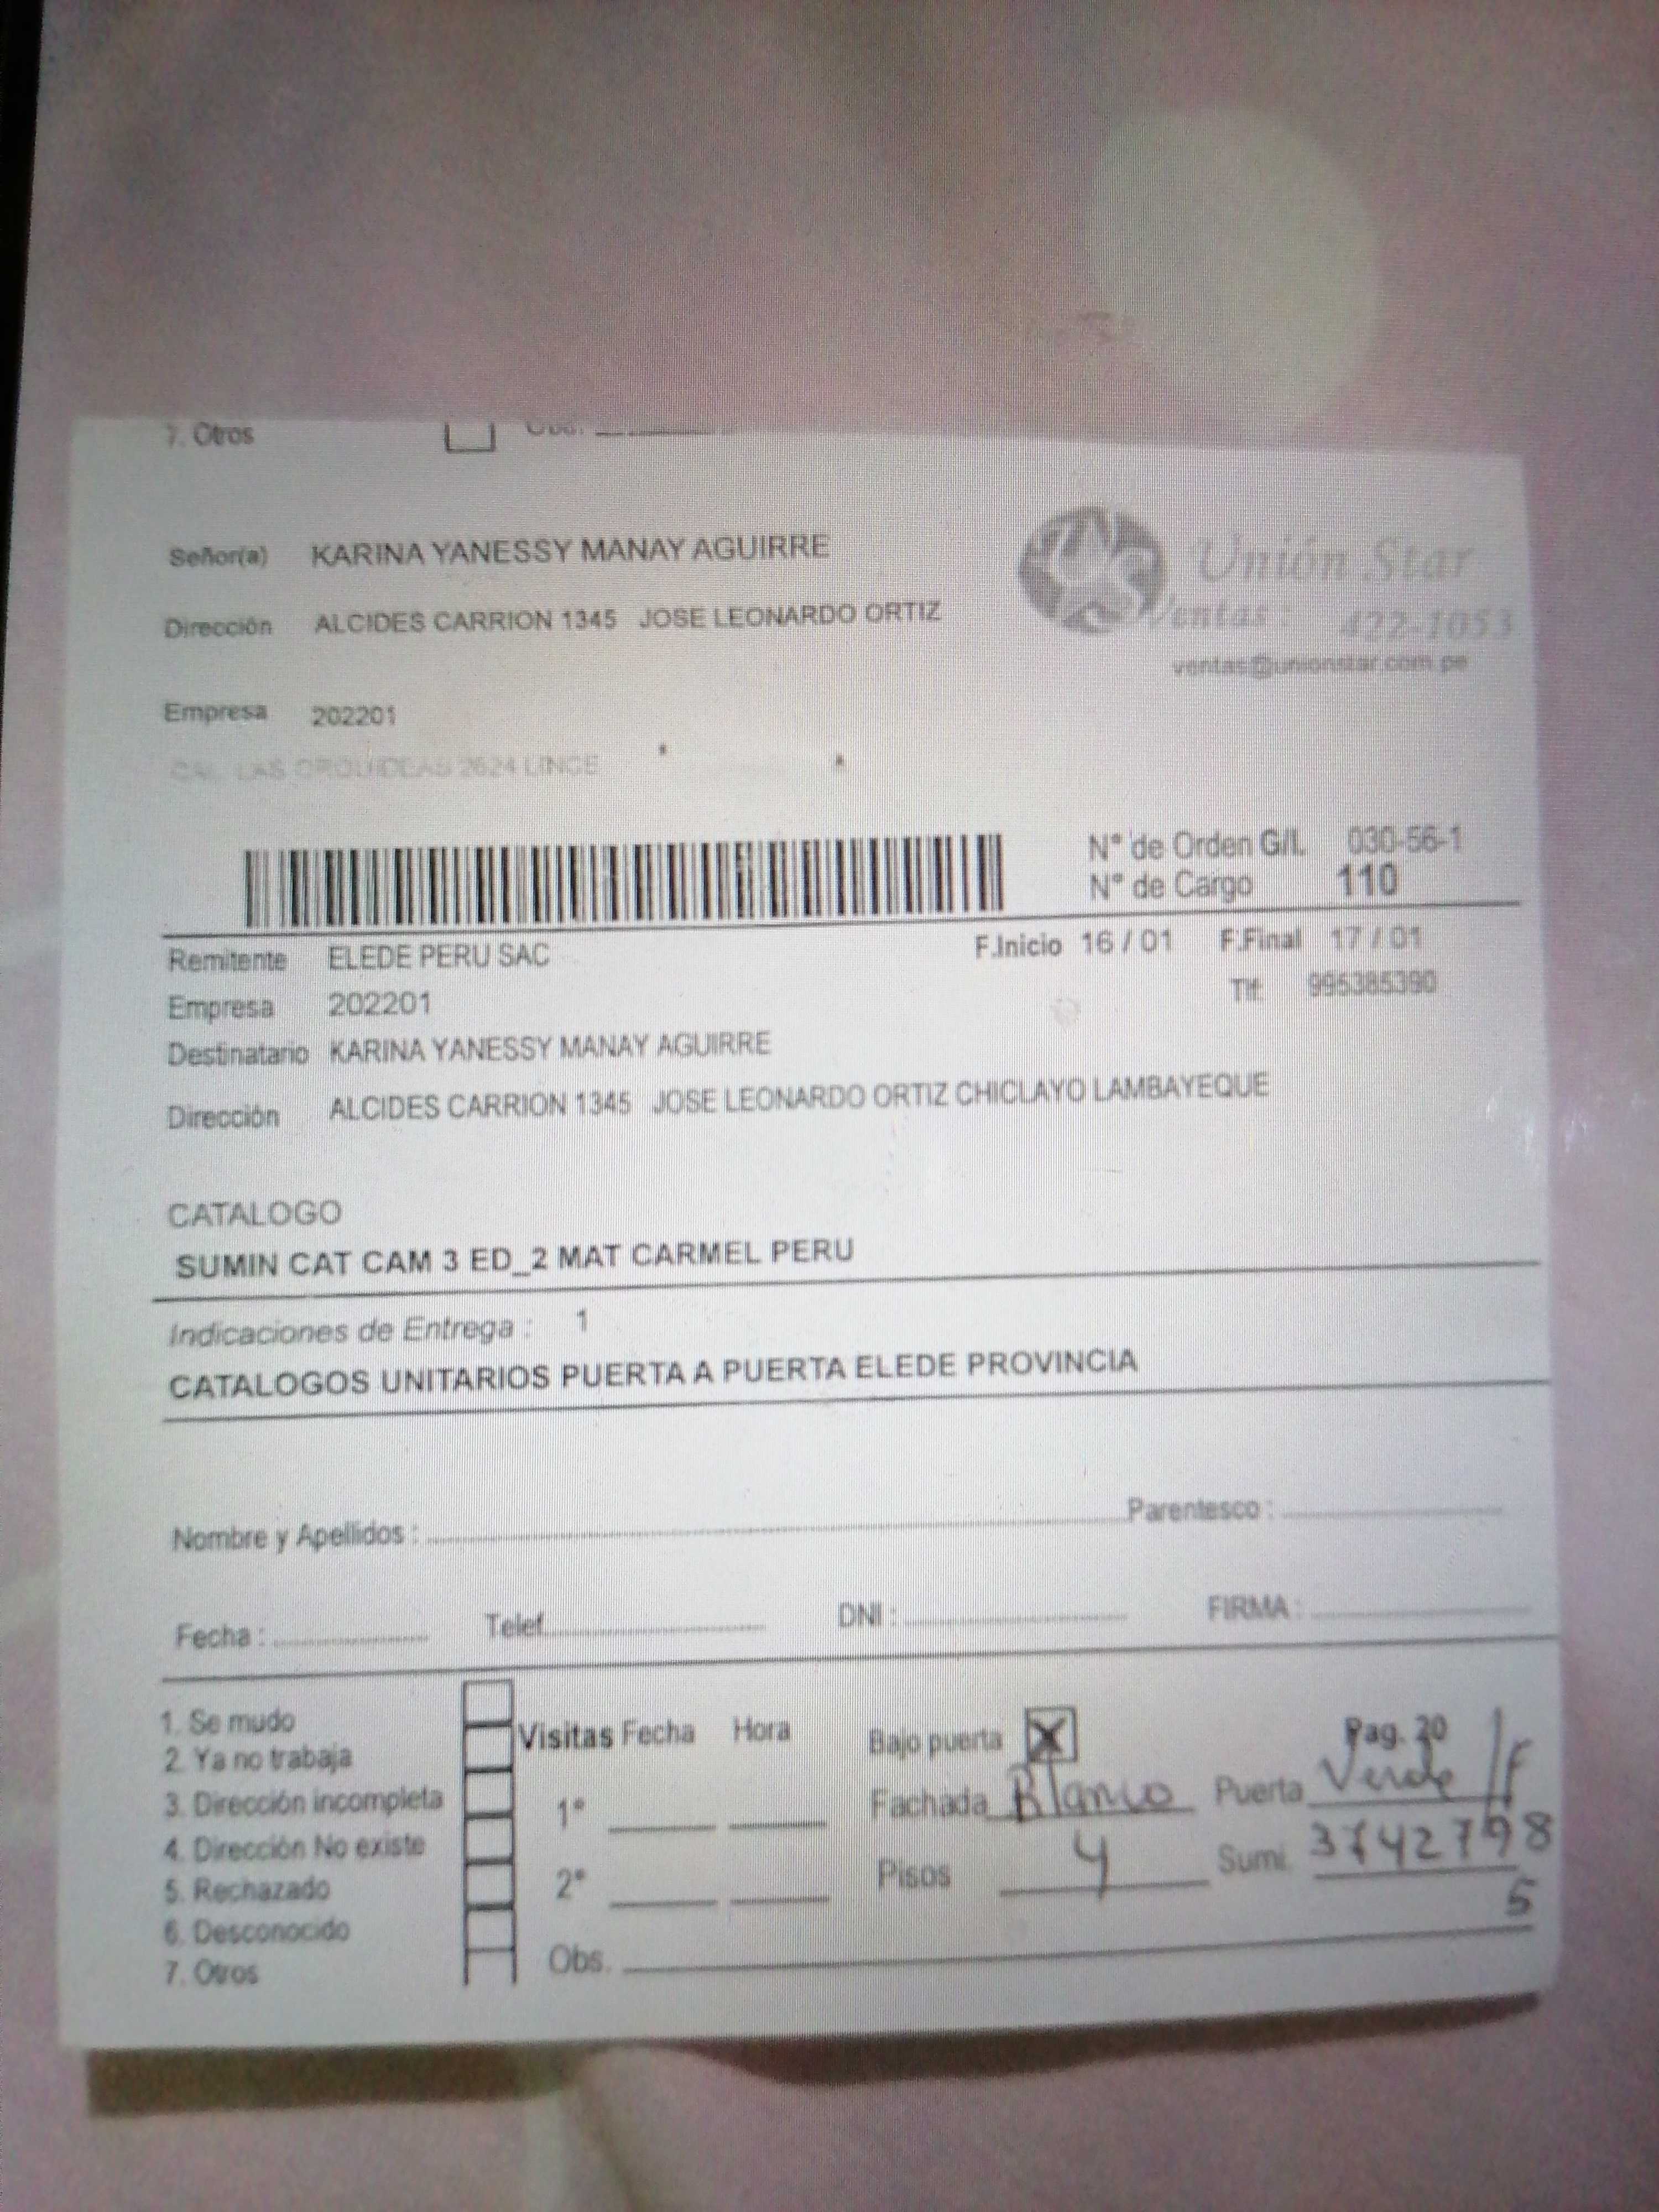 7. Otros
Señor(a) KARINA YANESSY MANAY AGUIRRE
Unión Star
Dirección ALCIDES CARRION 1345 JOSE LEONARDO ORTIZ
Ventas: 422-1053
ventas@unionstar.com.pe
Empresa 202201
CAL LAS ORQUIDEAS 2624 LINCE
N° de Orden G/L 030-56-1
N° de Cargo 110
Remitente ELEDE PERU SAC F.Inicio 16 / 01 F.Final 17 / 01
Empresa 202201 Tlf: 995385390
Destinatario KARINA YANESSY MANAY AGUIRRE
Dirección ALCIDES CARRION 1345 JOSE LEONARDO ORTIZ CHICLAYO LAMBAYEQUE
CATALOGO
SUMIN CAT CAM 3 ED_2 MAT CARMEL PERU
Indicaciones de Entrega : 1
CATALOGOS UNITARIOS PUERTA A PUERTA ELEDE PROVINCIA
Nombre y Apellidos : Parentesco :
Fecha : Telef. DNI : FIRMA :
1. Se mudo
2. Ya no trabaja
3. Dirección incompleta
4. Dirección No existe
5. Rechazado
6. Desconocido
7. Otros
Visitas Fecha Hora
1°
2°
Obs.
Bajo puerta X Pag. 20
Fachada Blanco Puerta Verde
Pisos 4 Sumi. 3742798
5